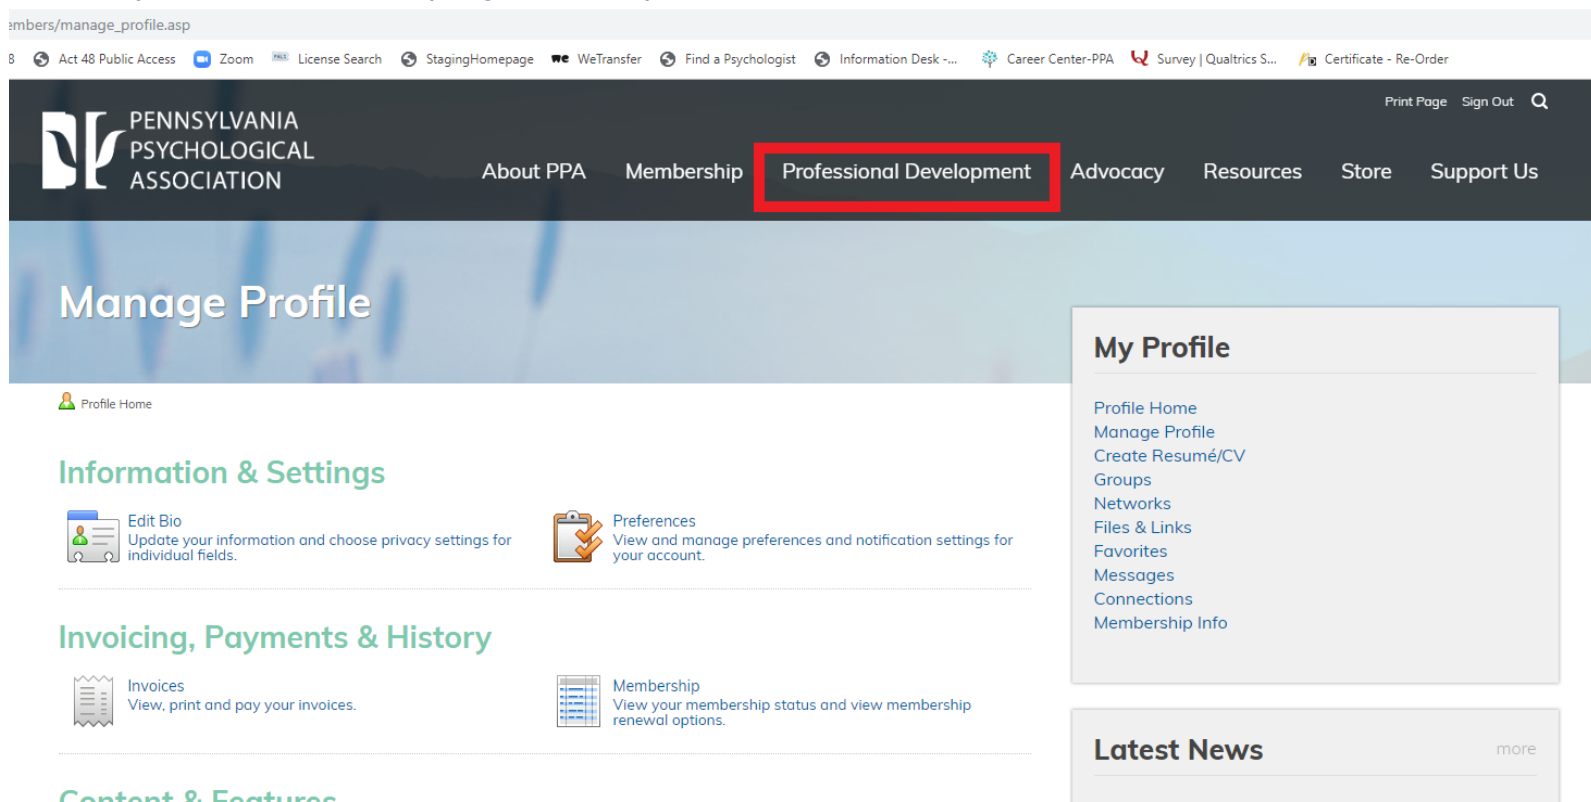 embers/manage_profile.asp
8 Act 48 Public Access Zoom License Search StagingHomepage we WeTransfer Find a Psychologist Information Desk -... Career Center-PPA Survey | Qualtrics S... Certificate - Re-Order
Print Page Sign Out
PENNSYLVANIA
PSYCHOLOGICAL
ASSOCIATION
About PPA Membership Professional Development Advocacy Resources Store Support Us
Manage Profile
Profile Home
Information & Settings
Edit Bio
Update your information and choose privacy settings for
individual fields.
Preferences
View and manage preferences and notification settings for
your account.
Invoicing, Payments & History
Invoices
View, print and pay your invoices.
Membership
View your membership status and view membership
renewal options.
Content & Features
My Profile
Profile Home
Manage Profile
Create Resumé/CV
Groups
Networks
Files & Links
Favorites
Messages
Connections
Membership Info
Latest News
more